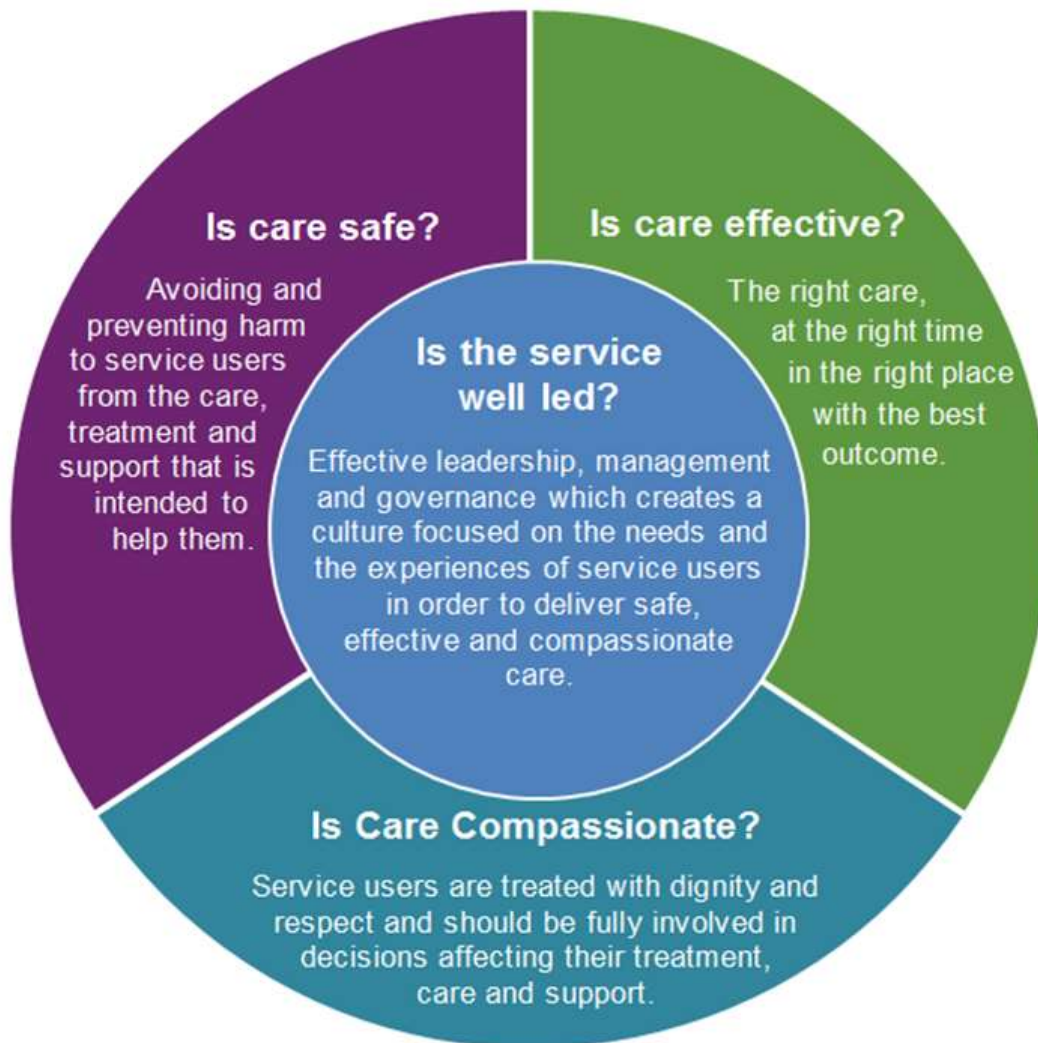 Is care safe?
Avoiding and
preventing harm
to service users
from the care,
treatment and
support that is
intended to
help them.
Is care effective?
The right care,
at the right time
in the right place
with the best
outcome.
Is the service
well led?
Effective leadership, management
and governance which creates a
culture focused on the needs and
the experiences of service users
in order to deliver safe,
effective and compassionate
care.
Is Care Compassionate?
Service users are treated with dignity and
respect and should be fully involved in
decisions affecting their treatment,
care and support.